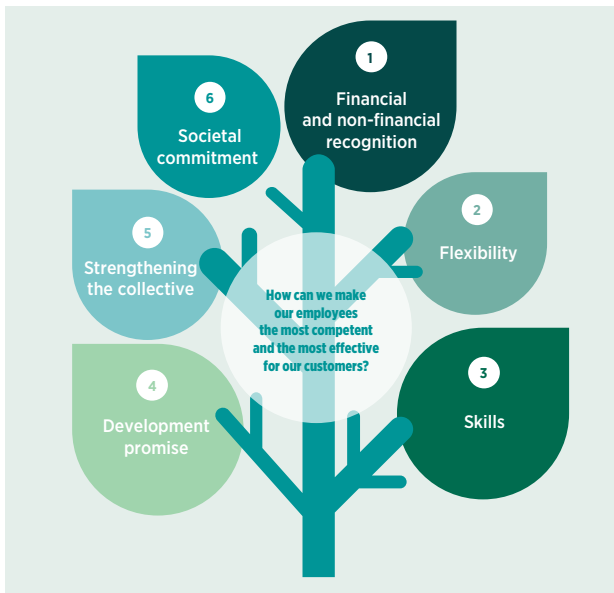 1
Financial
and non-financial
recognition
2
Flexibility
3
Skills
4
Development
promise
5
Strengthening
the collective
6
Societal
commitment
How can we make
our employees
the most competent
and the most effective
for our customers?